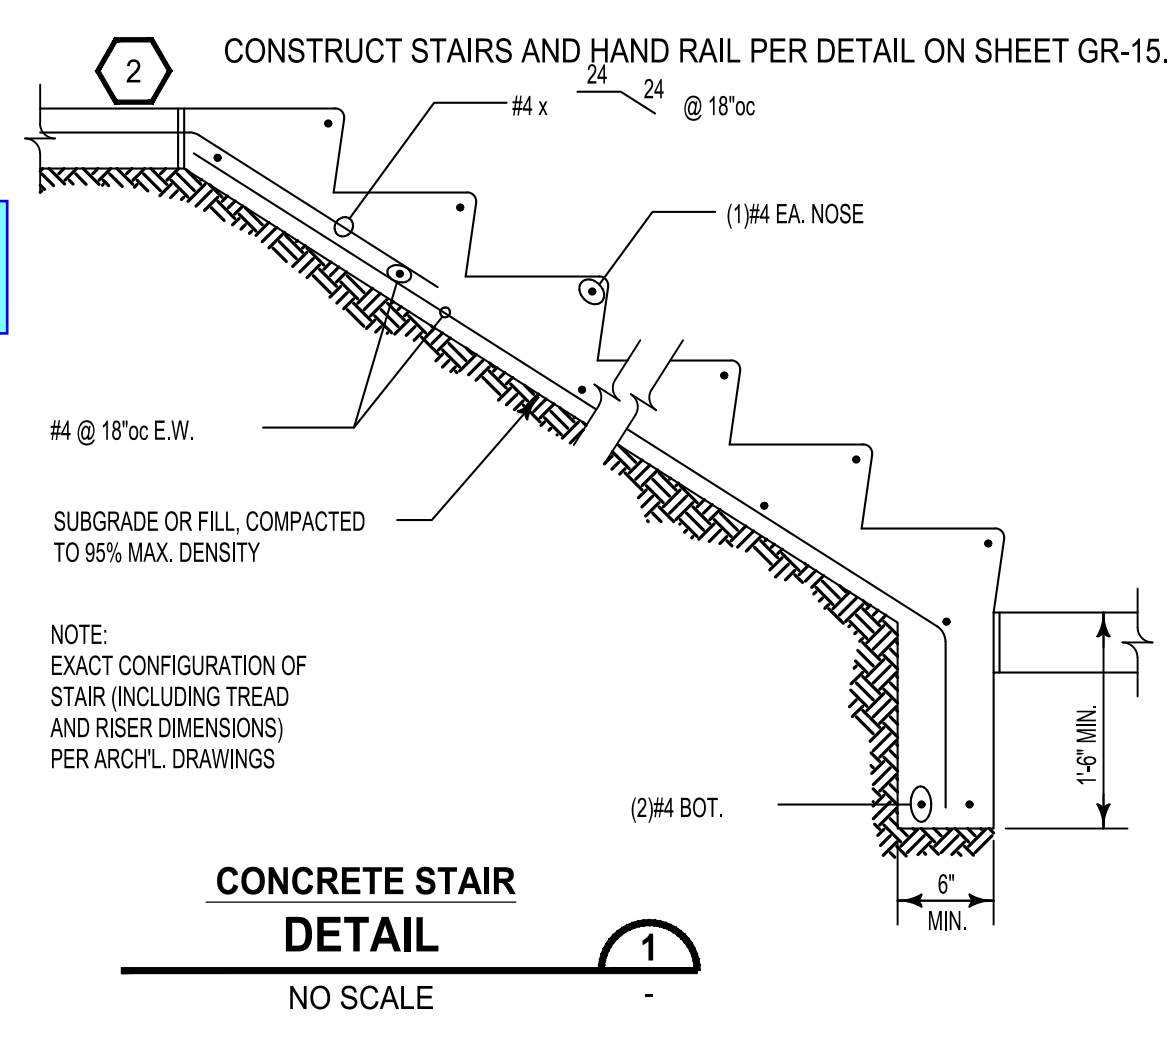 2
CONSTRUCT STAIRS AND HAND RAIL PER DETAIL ON SHEET GR-15.
#4 x 24 24 @ 18"oc
(1)#4 EA. NOSE
#4 @ 18"oc E.W.
SUBGRADE OR FILL, COMPACTED
TO 95% MAX. DENSITY
NOTE:
EXACT CONFIGURATION OF
STAIR (INCLUDING TREAD
AND RISER DIMENSIONS)
PER ARCH'L. DRAWINGS
1'-6" MIN.
(2)#4 BOT.
6"
MIN.
CONCRETE STAIR
DETAIL
1
NO SCALE
-